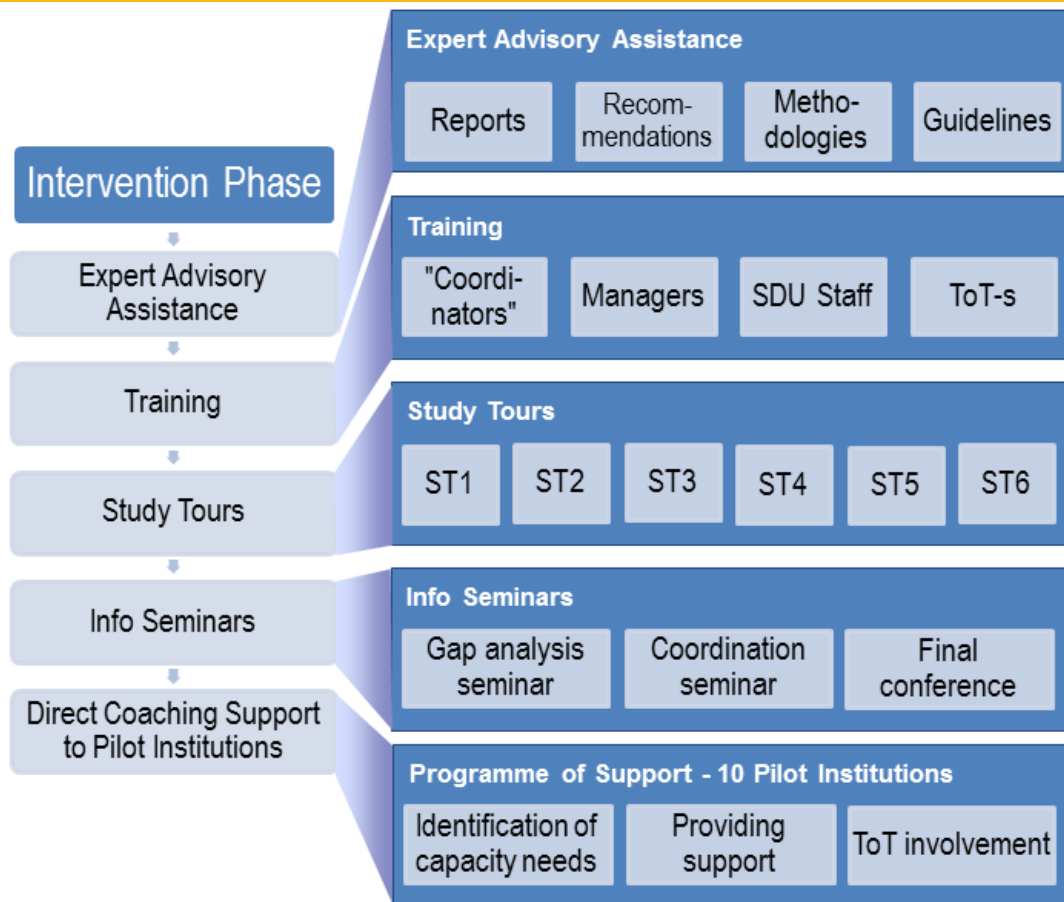 Intervention Phase
Expert Advisory
Assistance
Training
Study Tours
Info Seminars
Direct Coaching Support
to Pilot Institutions
Expert Advisory Assistance
Reports
Recom-
mendations
Metho-
dologies
Guidelines
Training
"Coordi-
nators"
Managers
SDU Staff
ToT-s
Study Tours
ST1
ST2
ST3
ST4
ST5
ST6
Info Seminars
Gap analysis
seminar
Coordination
seminar
Final
conference
Programme of Support - 10 Pilot Institutions
Identification of
capacity needs
Providing
support
ToT involvement